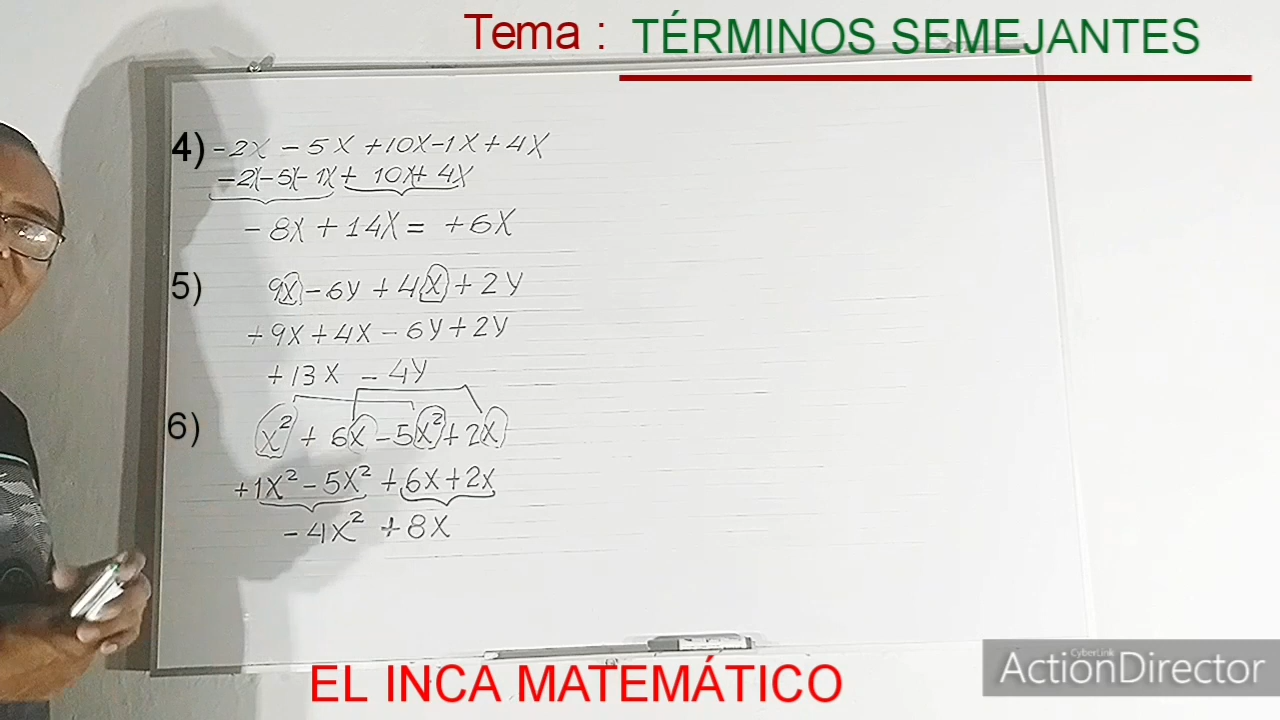 Tema : TÉRMINOS SEMEJANTES
4) -2x - 5x +10x-1x+4x
-2x-5x-1x + 10x+ 4x
- 8x + 14x = +6x
5) 9x - 6y + 4x + 2y
+9x + 4x - 6y + 2y
+13x - 4y
6) x² + 6x - 5x² + 2x
+1x² - 5x² + 6x + 2x
- 4x² + 8x
EL INCA MATEMÁTICO
CyberLink
ActionDirector